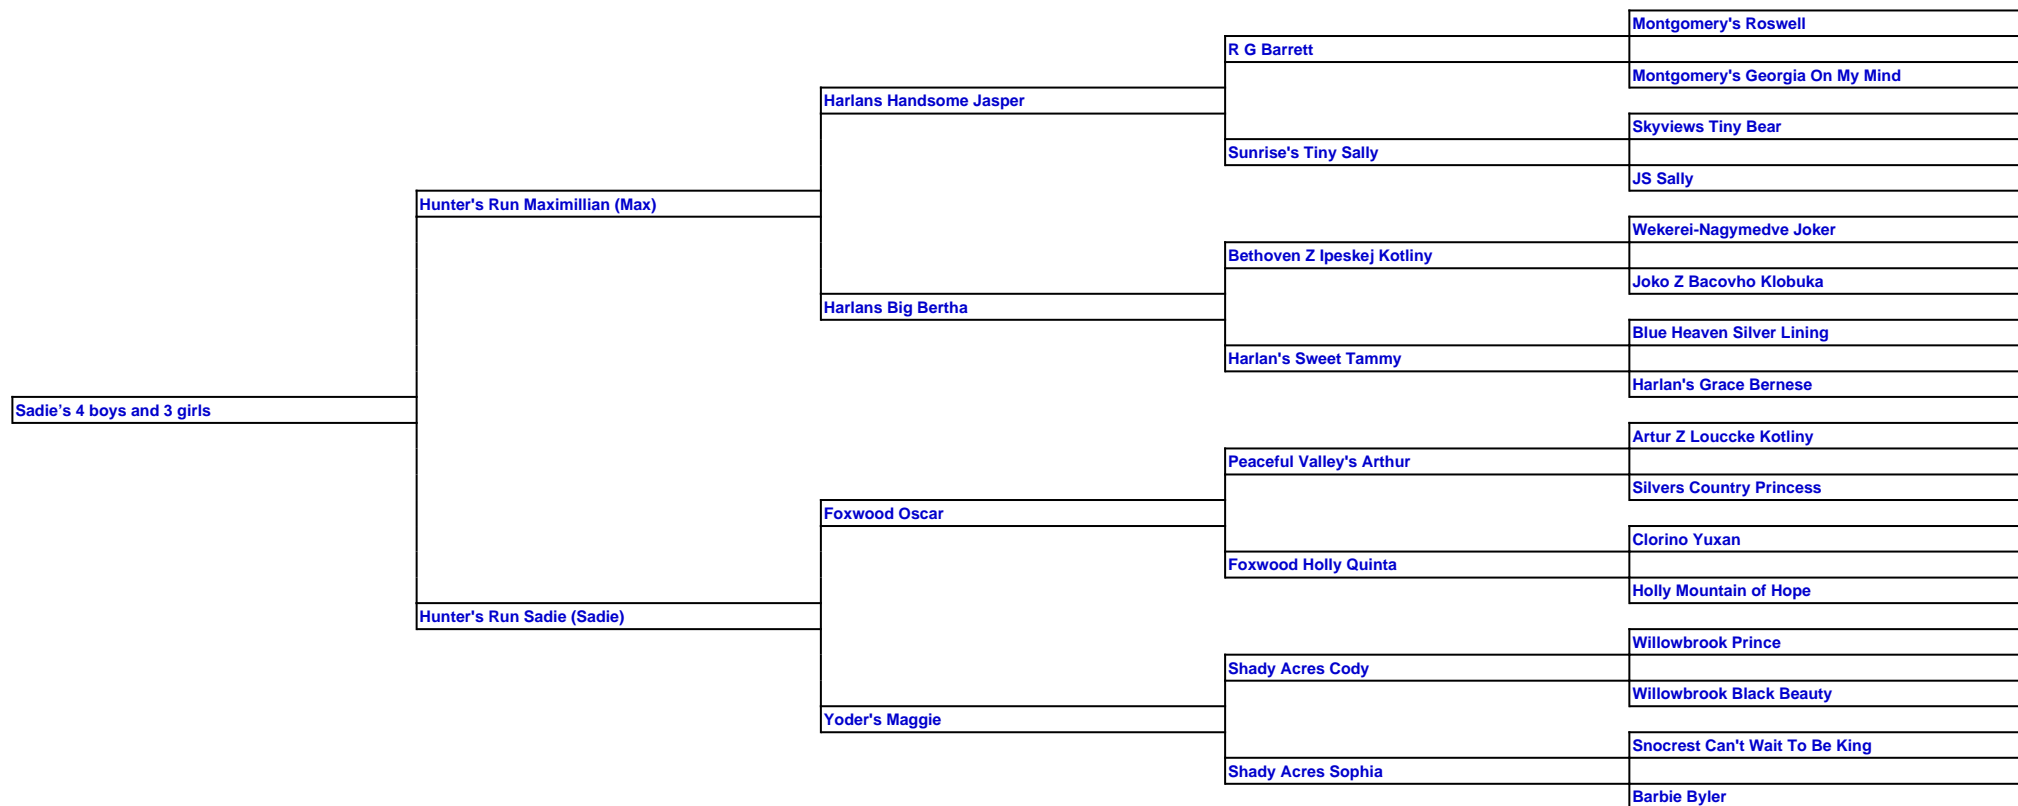 Montgomery's Roswell
R G Barrett
Montgomery's Georgia On My Mind
Harlans Handsome Jasper
Skyviews Tiny Bear
Sunrise's Tiny Sally
JS Sally
Hunter's Run Maximillian (Max)
Wekerei-Nagymedve Joker
Bethoven Z Ipeskej Kotliny
Joko Z Bacovho Klobuka
Harlans Big Bertha
Blue Heaven Silver Lining
Harlan's Sweet Tammy
Harlan's Grace Bernese
Sadie’s 4 boys and 3 girls
Artur Z Louccke Kotliny
Peaceful Valley's Arthur
Silvers Country Princess
Foxwood Oscar
Clorino Yuxan
Foxwood Holly Quinta
Holly Mountain of Hope
Hunter's Run Sadie (Sadie)
Willowbrook Prince
Shady Acres Cody
Willowbrook Black Beauty
Yoder's Maggie
Snocrest Can't Wait To Be King
Shady Acres Sophia
Barbie Byler